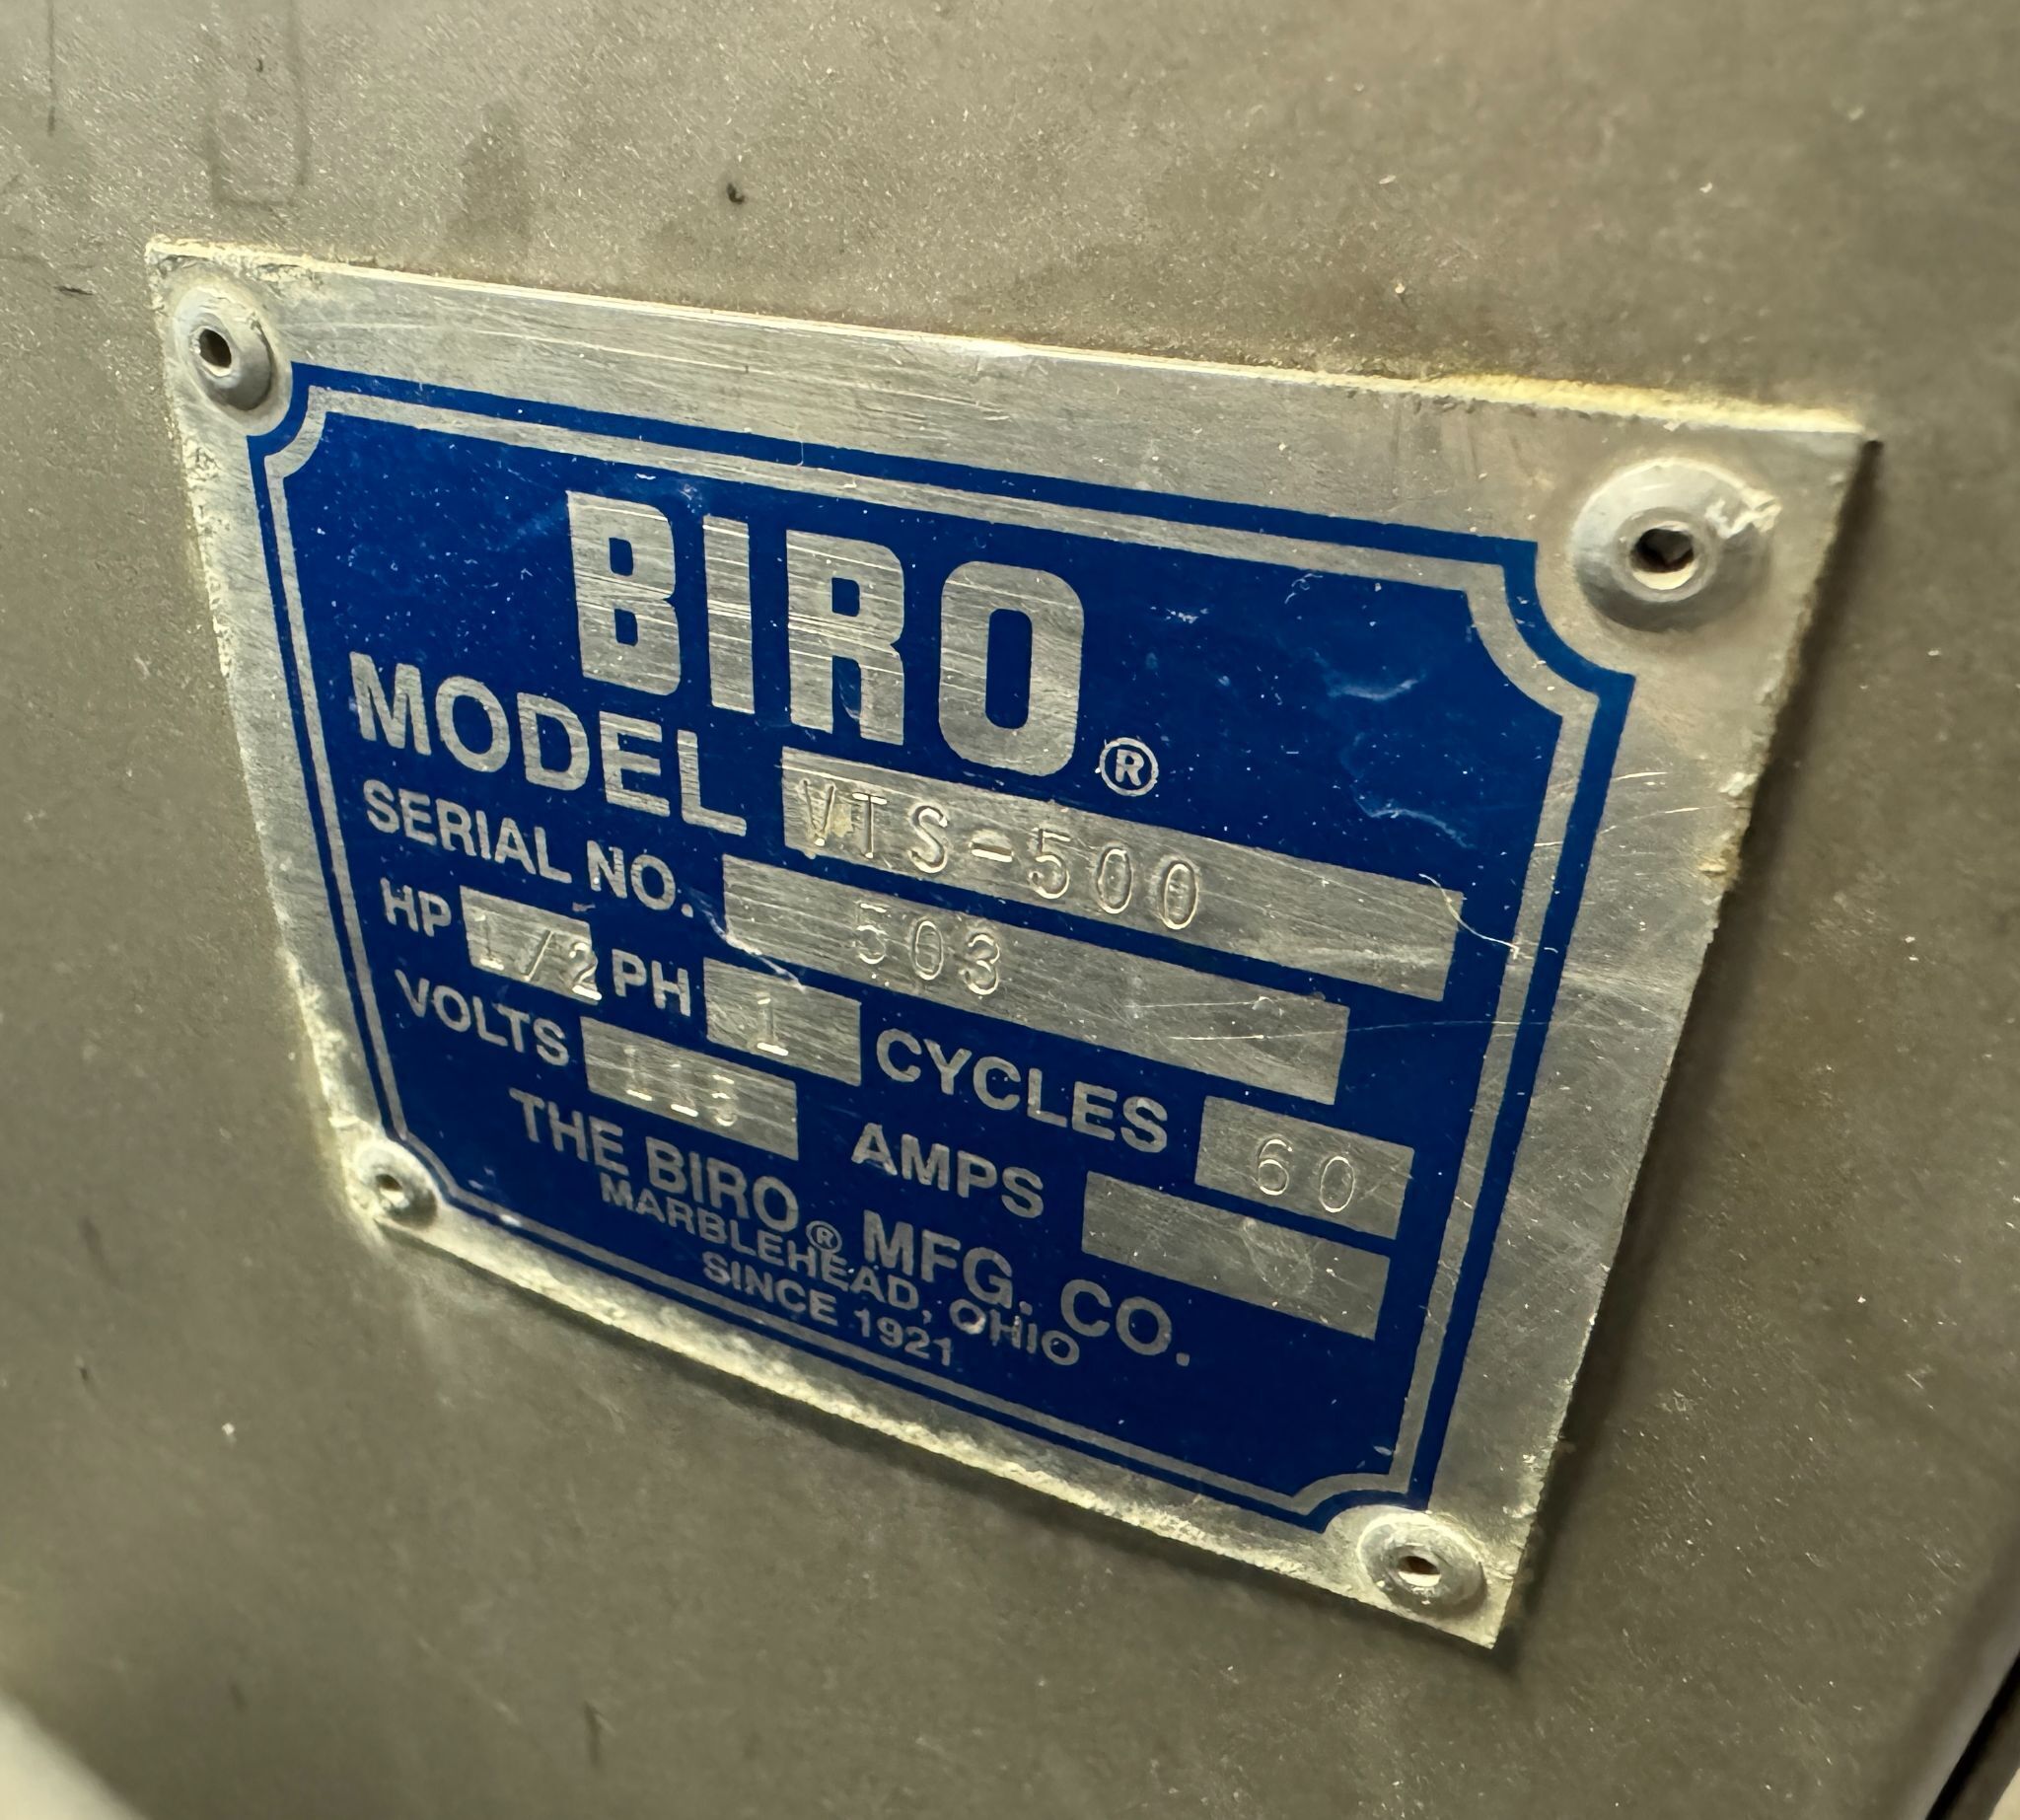 BIRO®
MODEL VTS-500
SERIAL NO. 503
HP 1/2 PH 1 CYCLES 60
VOLTS 115 AMPS
THE BIRO® MFG. CO.
MARBLEHEAD, OHIO
SINCE 1921